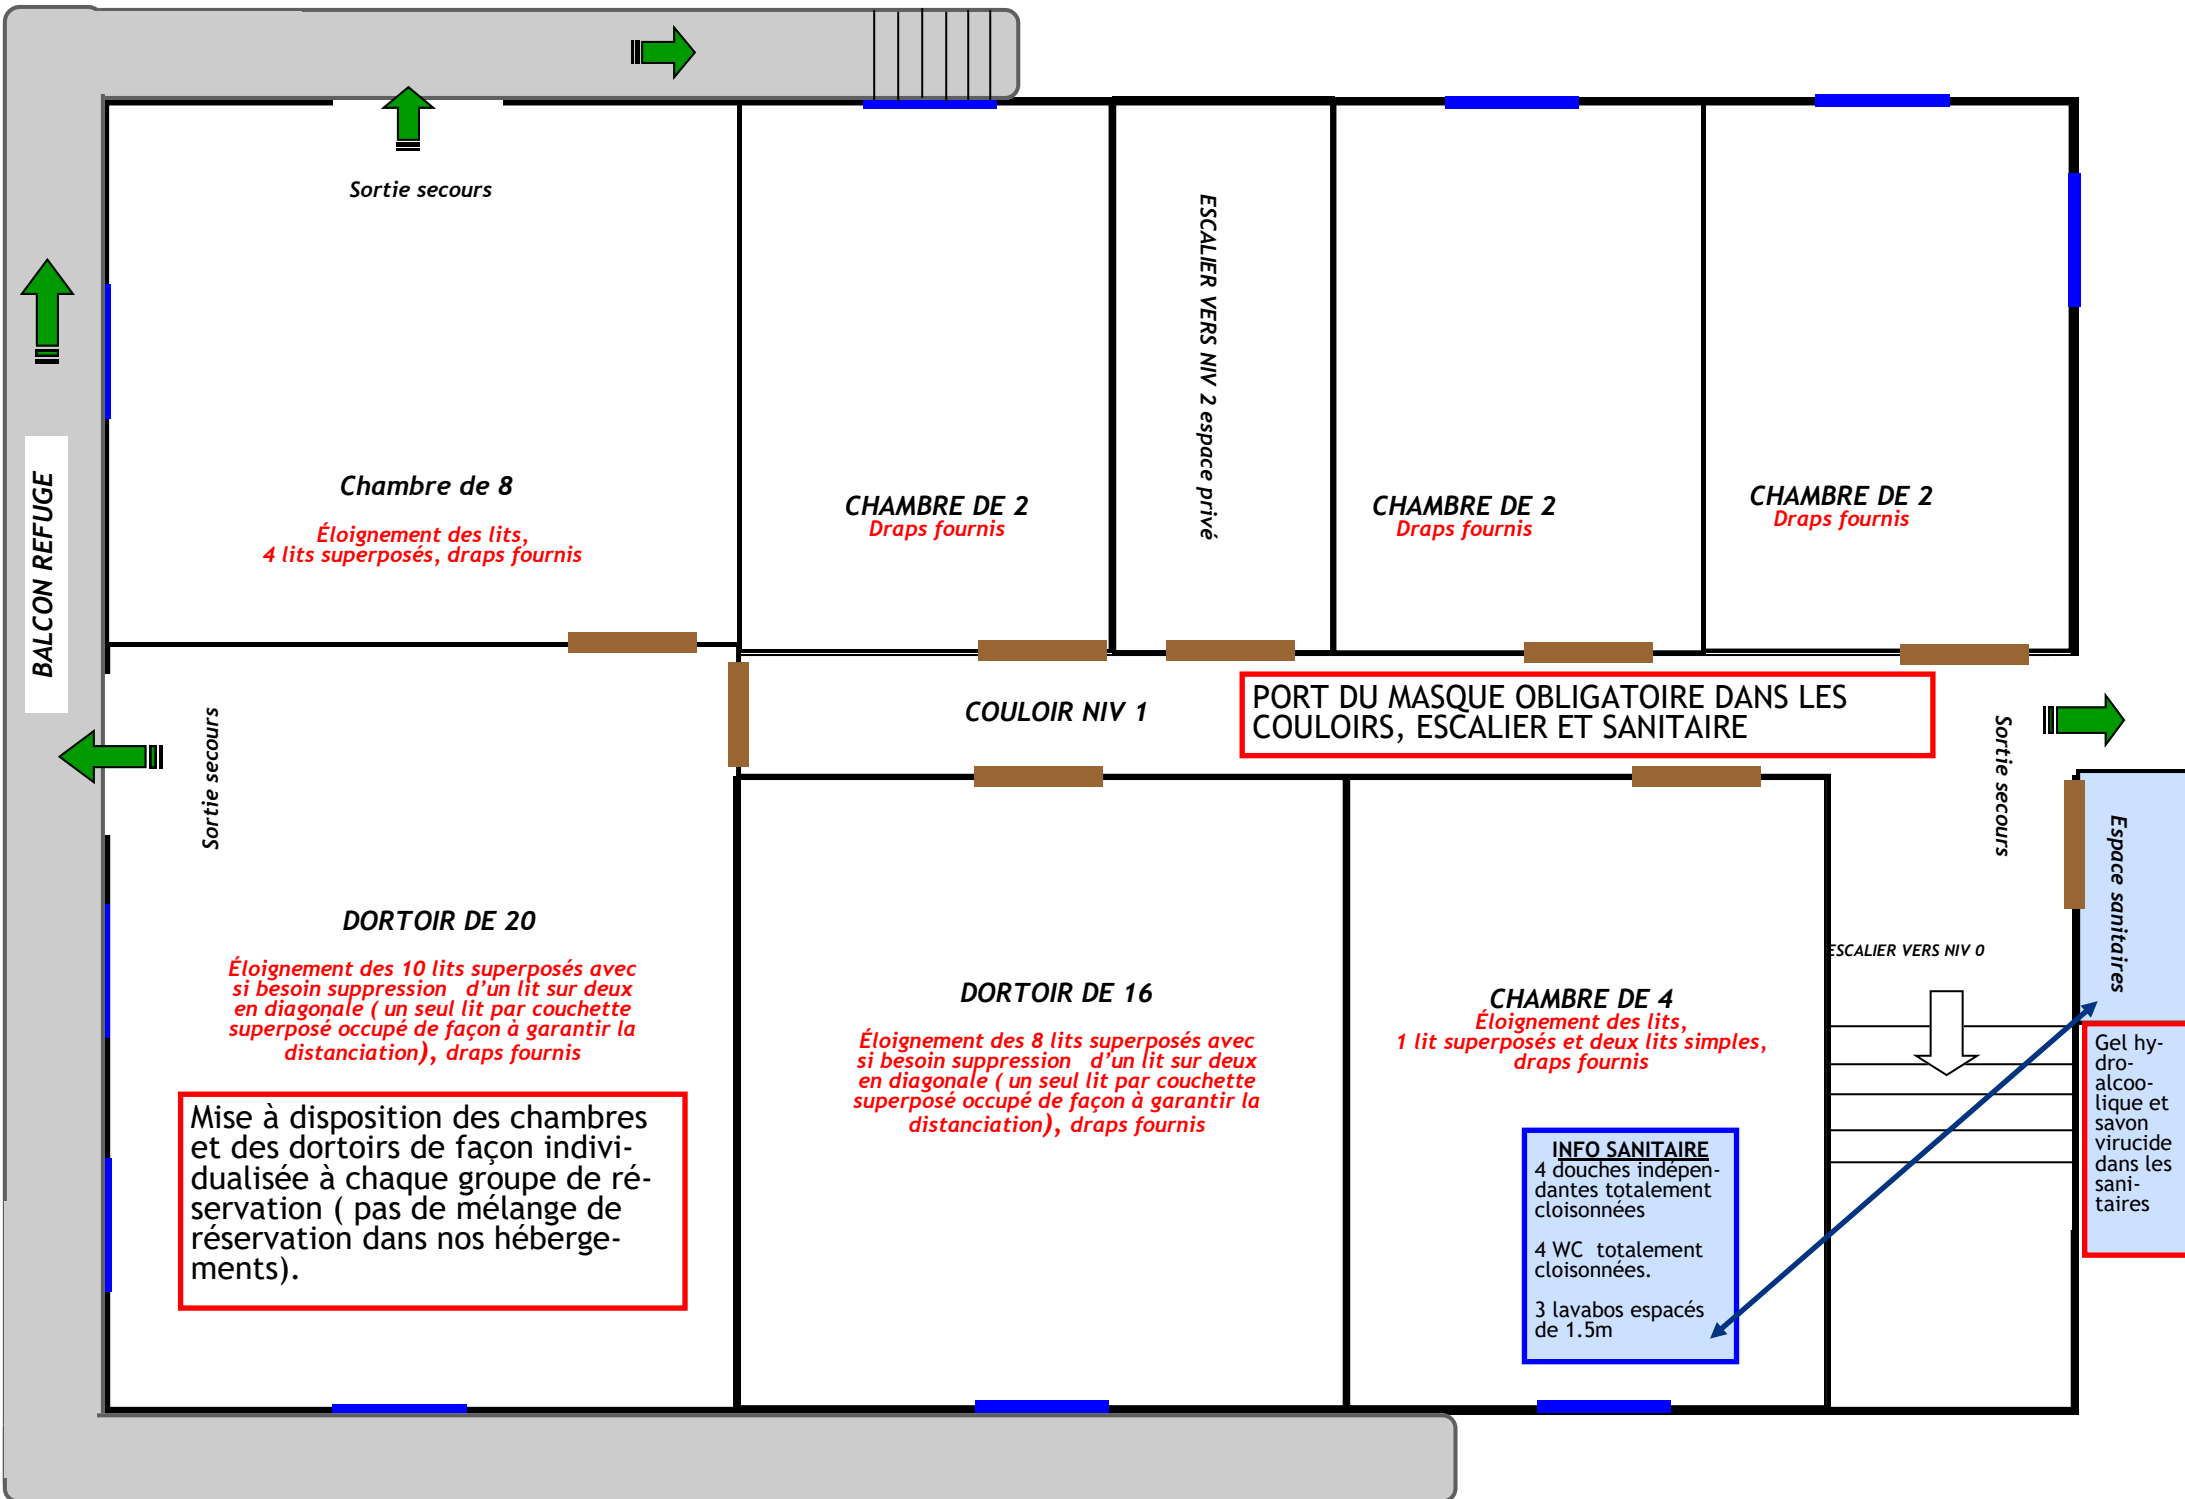 Sortie secours
BALCON REFUGE
Chambre de 8
Éloignement des lits,
4 lits superposés, draps fournis
CHAMBRE DE 2
Draps fournis
ESCALIER VERS NIV 2 espace privé
CHAMBRE DE 2
Draps fournis
CHAMBRE DE 2
Draps fournis
COULOIR NIV 1
PORT DU MASQUE OBLIGATOIRE DANS LES
COULOIRS, ESCALIER ET SANITAIRE
Sortie secours
Sortie secours
Espace sanitaires
DORTOIR DE 20
Éloignement des 10 lits superposés avec
si besoin suppression d'un lit sur deux
en diagonale ( un seul lit par couchette
superposé occupé de façon à garantir la
distanciation), draps fournis
Mise à disposition des chambres
et des dortoirs de façon indivi-
dualisée à chaque groupe de ré-
servation ( pas de mélange de
réservation dans nos héberge-
ments).
DORTOIR DE 16
Éloignement des 8 lits superposés avec
si besoin suppression d'un lit sur deux
en diagonale ( un seul lit par couchette
superposé occupé de façon à garantir la
distanciation), draps fournis
CHAMBRE DE 4
Éloignement des lits,
1 lit superposés et deux lits simples,
draps fournis
INFO SANITAIRE
4 douches indépen-
dantes totalement
cloisonnées
4 WC totalement
cloisonnées.
3 lavabos espacés
de 1.5m
ESCALIER VERS NIV 0
Gel hy-
dro-
alcoo-
lique et
savon
virucide
dans les
sani-
taires